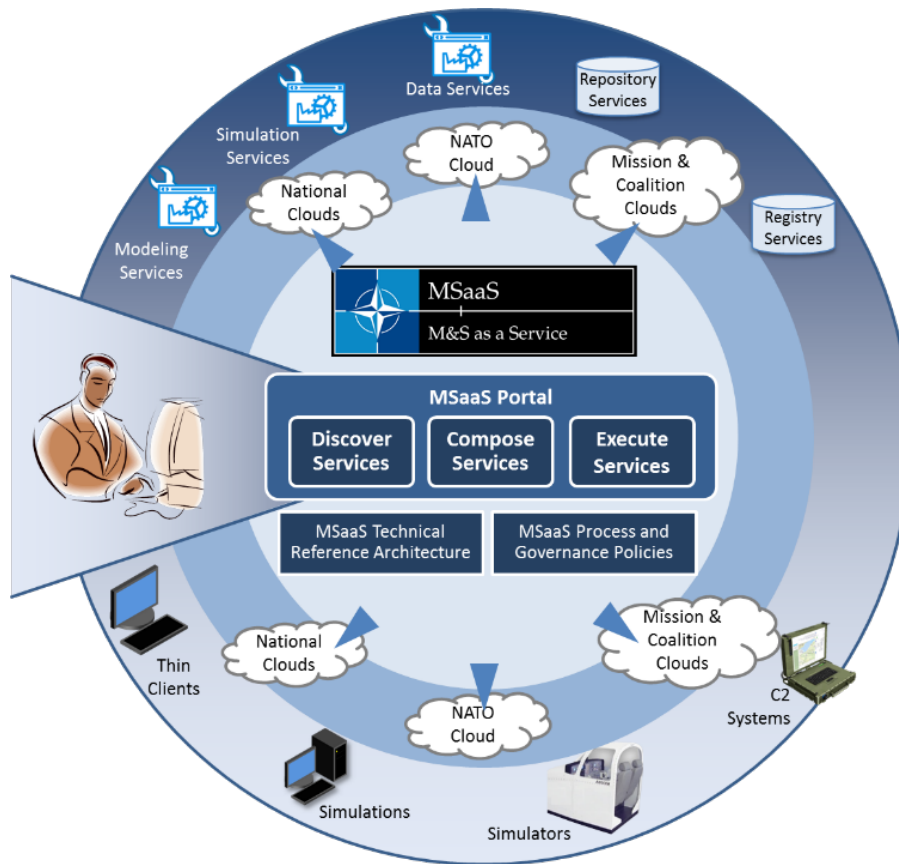 Data Services
Repository
Services
Simulation
Services
NATO
Cloud
Mission &
Coalition
Clouds
National
Clouds
Registry
Services
Modeling
Services
MSaaS
M&S as a Service
MSaaS Portal
Discover
Services
Compose
Services
Execute
Services
MSaaS Technical
Reference Architecture
MSaaS Process and
Governance Policies
Thin
Clients
National
Clouds
Mission &
Coalition
Clouds
C2
Systems
NATO
Cloud
Simulations
Simulators